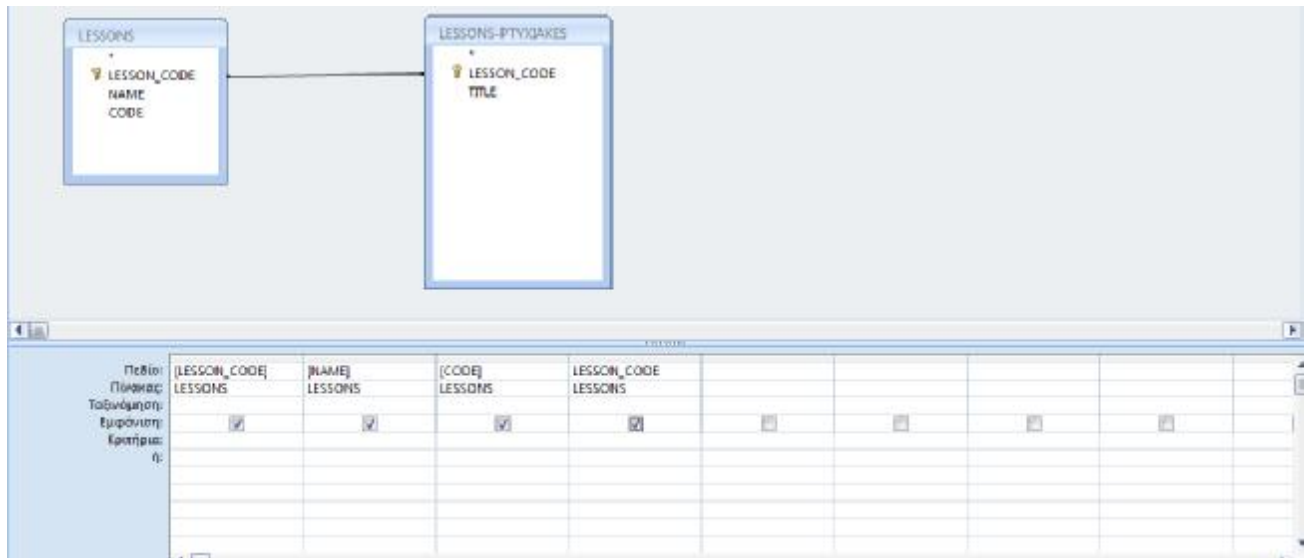 LESSONS
*
LESSON_CODE
NAME
CODE
LESSONS-PTYXIAKES
*
LESSON_CODE
TITLE
Πεδίο: [LESSON_CODE] [NAME] [CODE] LESSON_CODE
Πίνακας: LESSONS LESSONS LESSONS LESSONS
Ταξινόμηση:
Εμφάνιση:
Κριτήρια:
ή: